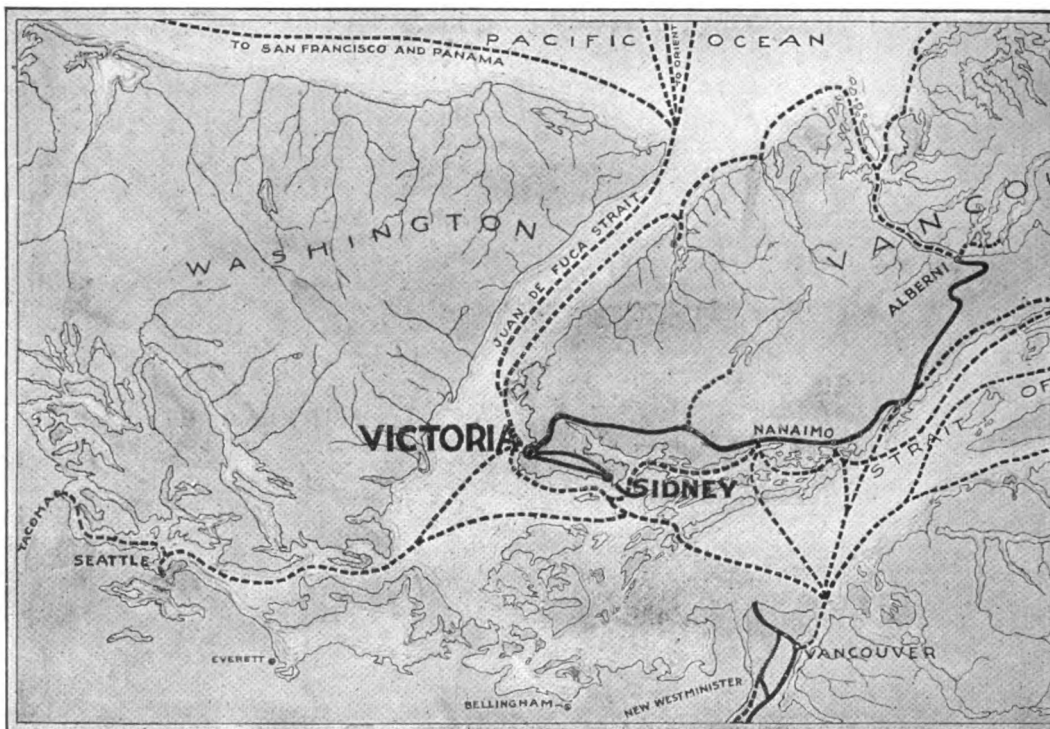 PACIFIC OCEAN
TO SAN FRANCISCO AND PANAMA
TO ORIENT
WASHINGTON
JUAN DE FUCA STRAIT
VANCOU
ALBERNI
VICTORIA
NANAIMO
STRAIT OF
SIDNEY
TACOMA
SEATTLE
EVERETT
VANCOUVER
NEW WESTMINISTER
BELLINGHAM